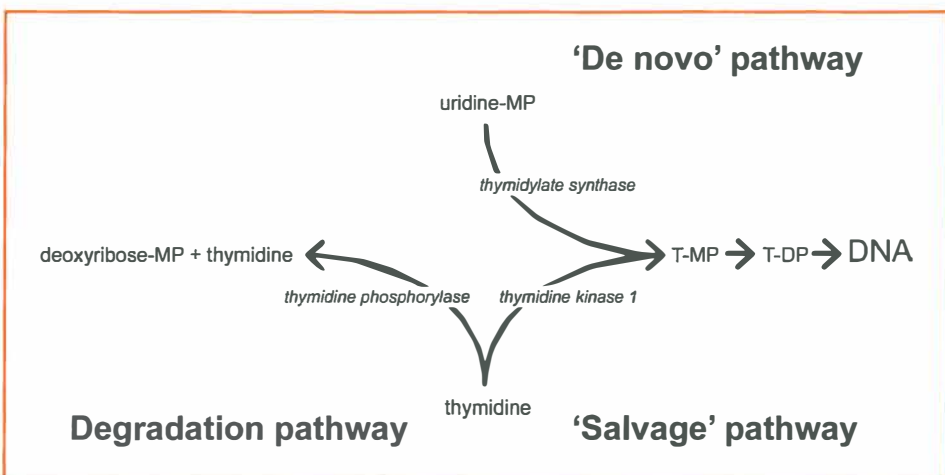 ‘De novo’ pathway
uridine-MP
thymidylate synthase
deoxyribose-MP + thymidine
T-MP
T-DP
DNA
thymidine phosphorylase
thymidine kinase 1
thymidine
Degradation pathway
‘Salvage’ pathway